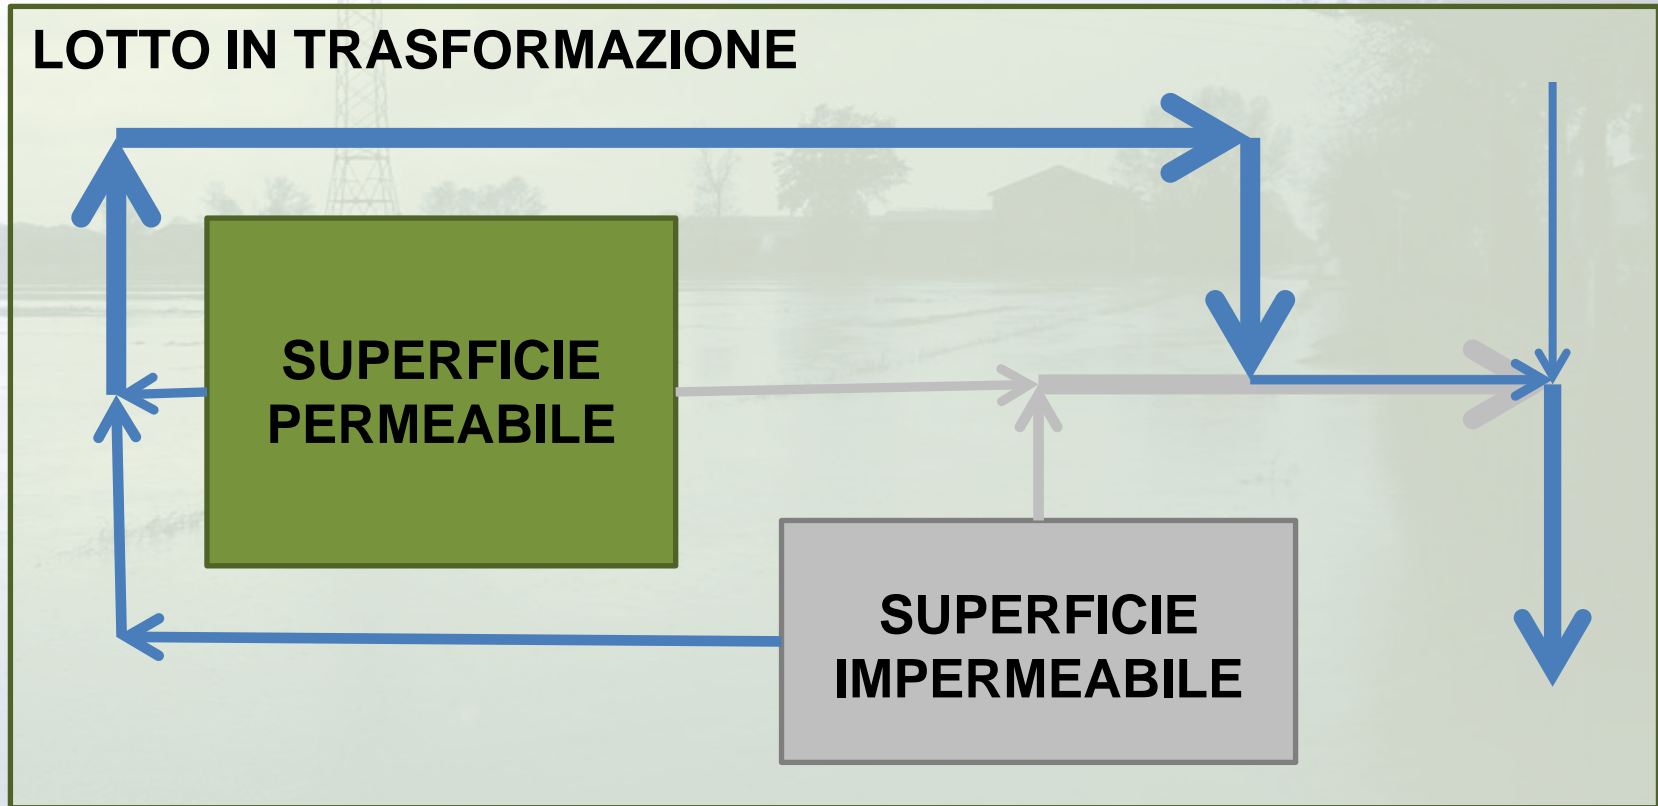 LOTTO IN TRASFORMAZIONE
SUPERFICIE
PERMEABILE
SUPERFICIE
IMPERMEABILE